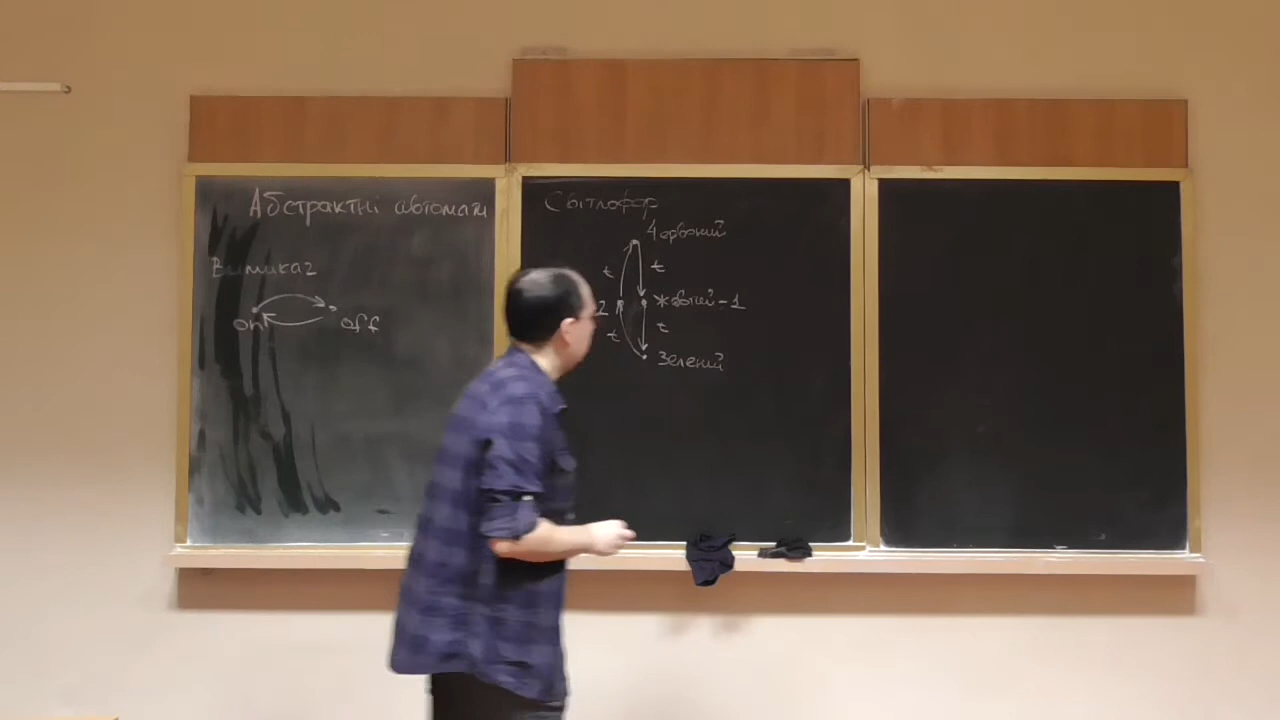 Абстрактні автомати
Вимикач
on
off
Світлофор
Червоний
t
t
2
Жовтий-1
t
t
Зелений